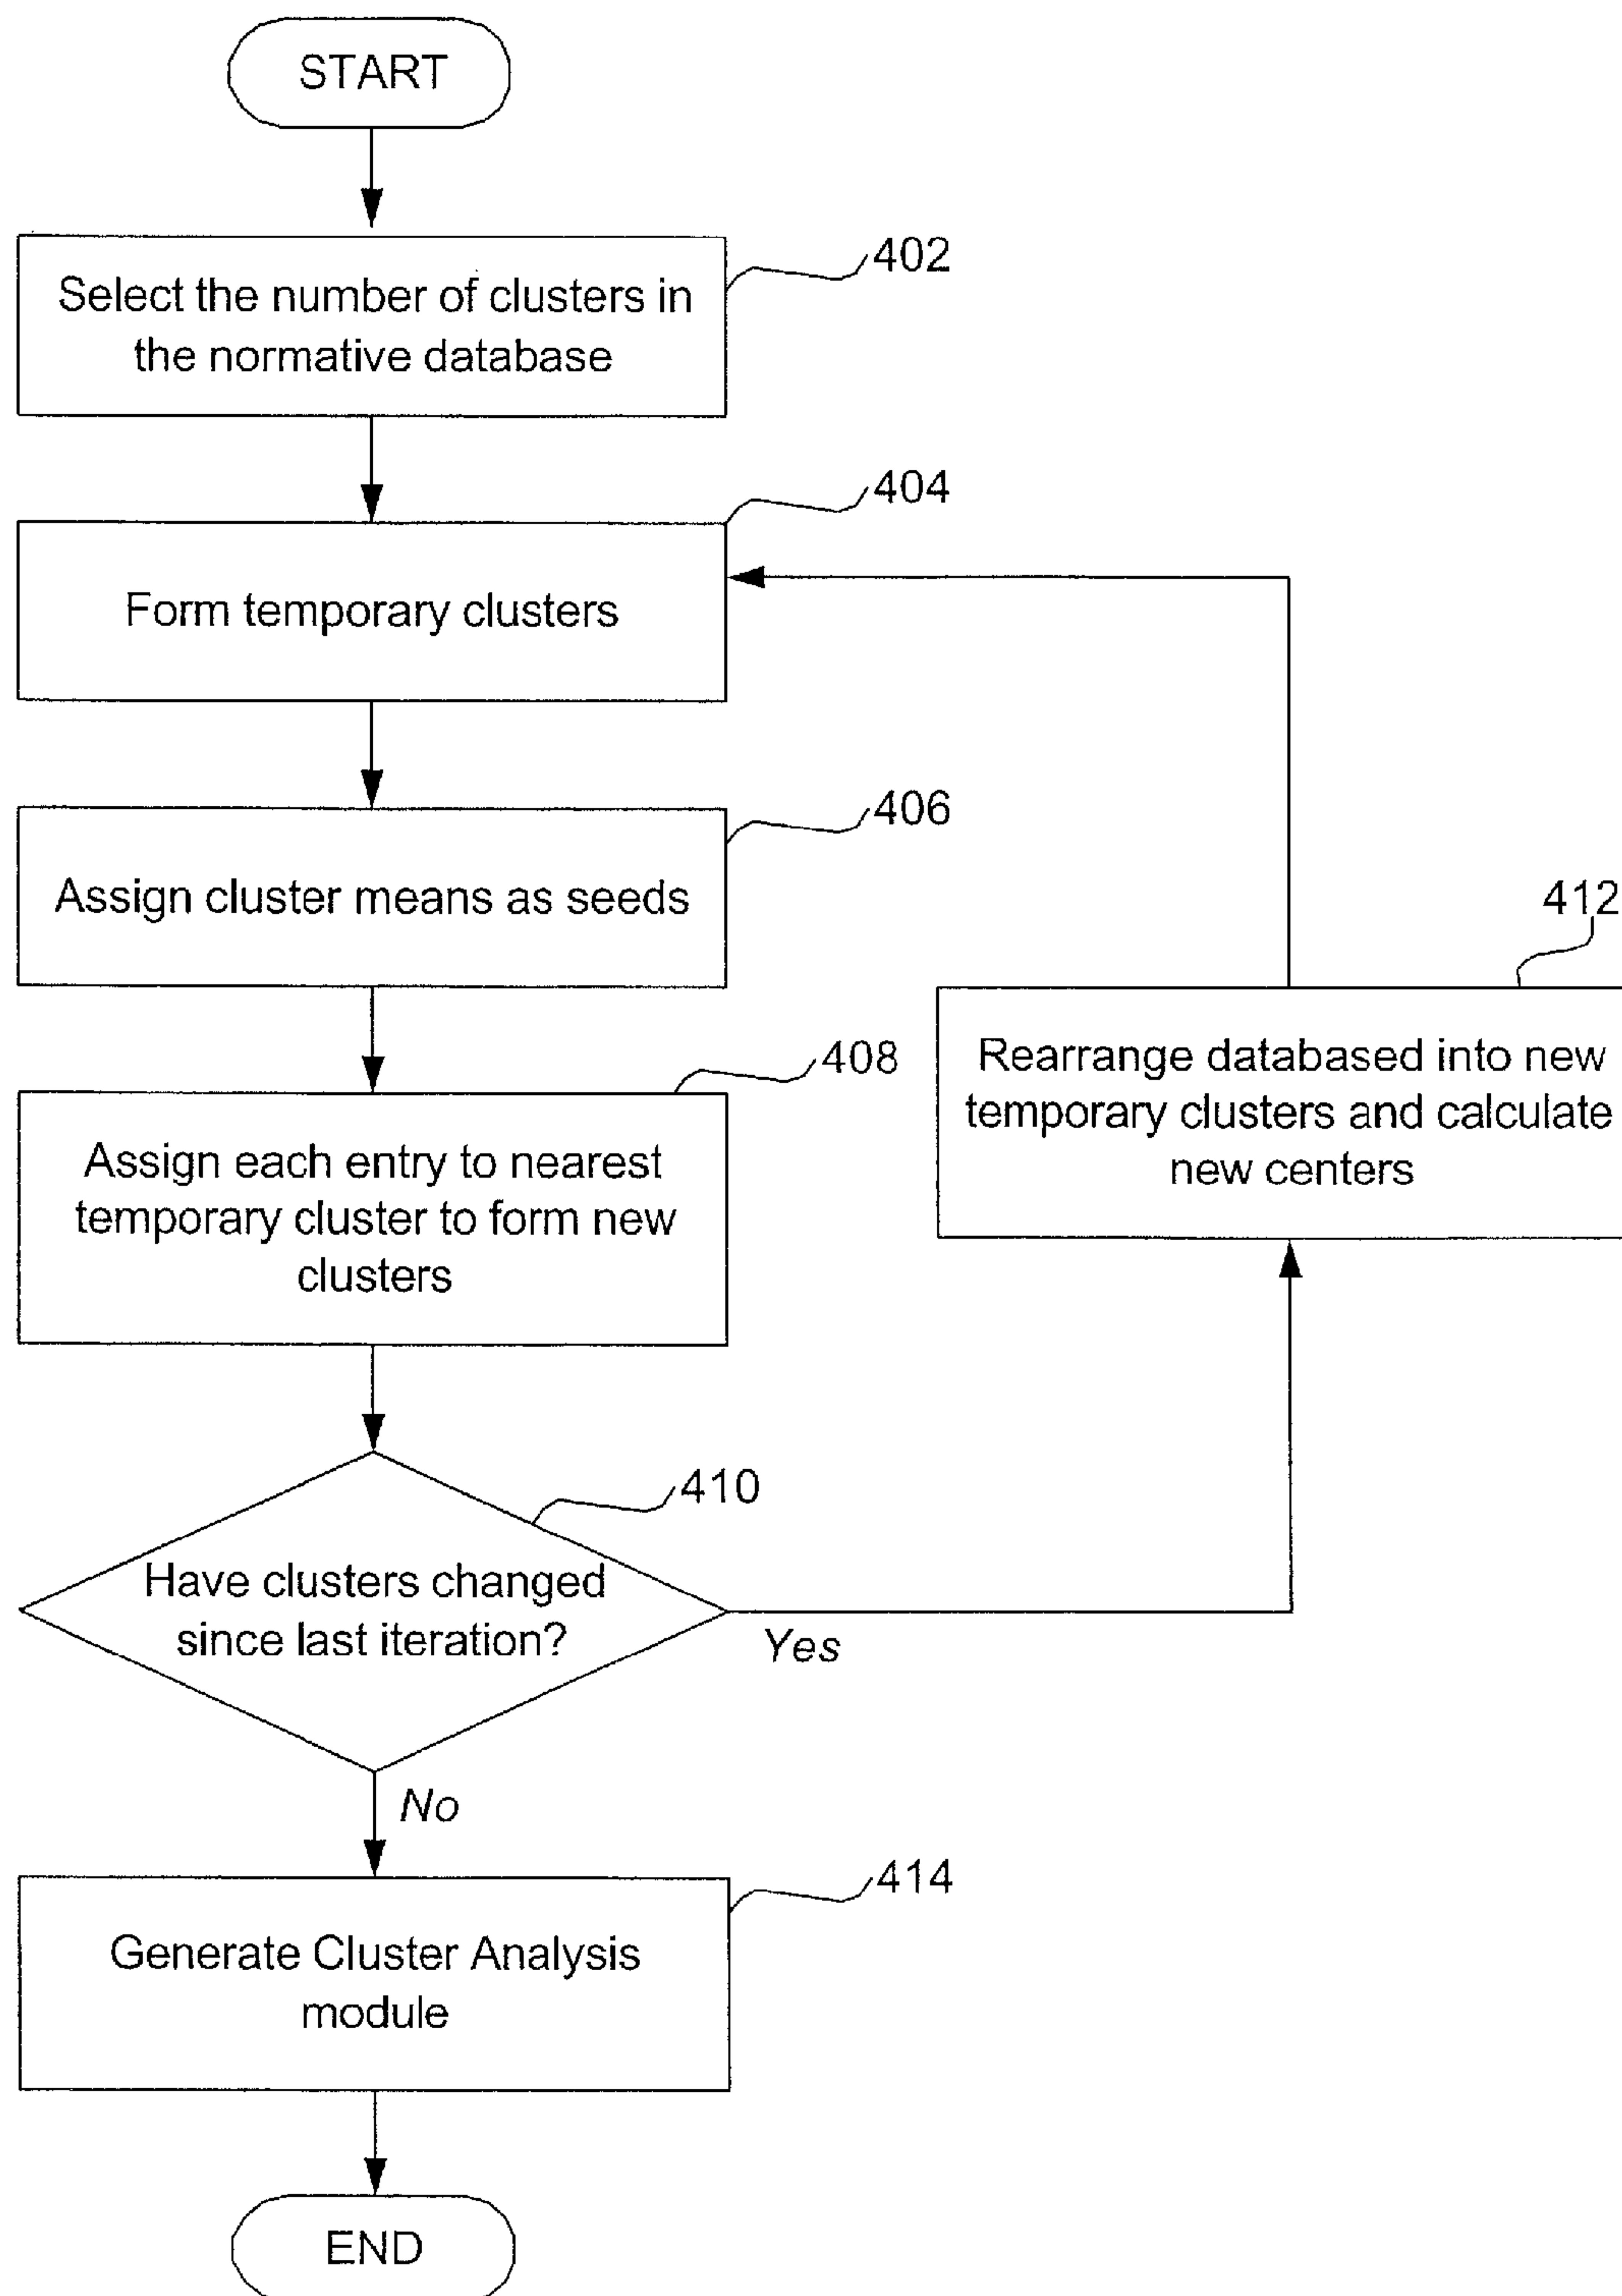 START
402
Select the number of clusters in
the normative database
404
Form temporary clusters
406
Assign cluster means as seeds
412
Rearrange databased into new
temporary clusters and calculate
new centers
408
Assign each entry to nearest
temporary cluster to form new
clusters
410
Have clusters changed
since last iteration?
Yes
No
414
Generate Cluster Analysis
module
END